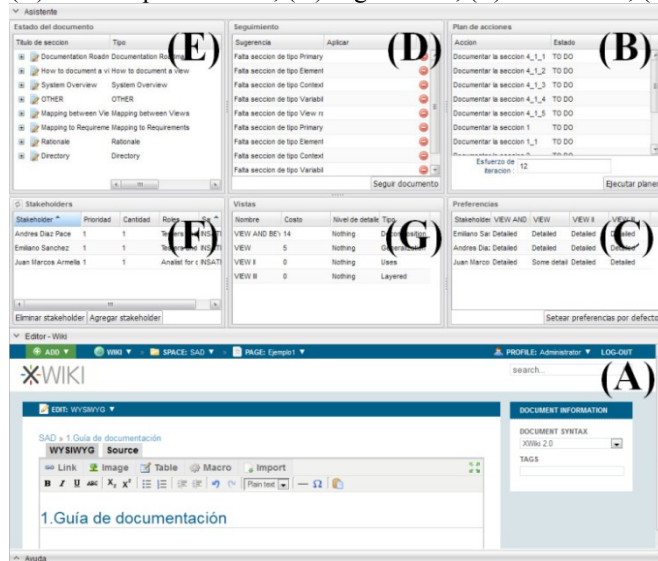 Asistente
Estado del documento
(E)
Titulo de seccion Tipo
Documentation Roadn Documentation Roadmap
How to document a vi How to document a view
System Overview System Overview
OTHER OTHER
Mapping between Vie Mapping between Views
Mapping to Requireme Mapping to Requirements
Rationale Rationale
Directory Directory
Seguimiento
(D)
Sugerencia Aplicar
Falta seccion de tipo Primary
Falta seccion de tipo Element
Falta seccion de tipo Context
Falta seccion de tipo Variabil
Falta seccion de tipo View ra
Falta seccion de tipo Primary
Falta seccion de tipo Element
Falta seccion de tipo Context
Falta seccion de tipo Variabil
Seguir documento
Plan de acciones
(B)
Accion Estado
Documentar la seccion 4_1_1 TO DO
Documentar la seccion 4_1_2 TO DO
Documentar la seccion 4_1_3 TO DO
Documentar la seccion 4_1_4 TO DO
Documentar la seccion 4_1_5 TO DO
Documentar la seccion 1 TO DO
Documentar la seccion 1_1 TO DO
Esfuerzo de
iteracion : 12
Ejecutar planer
Stakeholders
(F)
Stakeholder Prioridad Cantidad Roles
Andres Diaz Pace 1 1
Emiliano Sanchez 1 1
Juan Marcos Armella 1 1 Analist for c INSATI
Eliminar stakeholder Agregar stakeholder
Vistas
(G)
Nombre Costo Nivel de detalle Tipo
VIEW AND BEY 14 Nothing Decomposition
VIEW 5 Nothing Generalization
VIEW II 0 Nothing Uses
VIEW III 0 Nothing Layered
Preferencias
(C)
Stakeholder VIEW AND VIEW VIEW II VIEW III
Emiliano Sar Detailed Detailed Detailed Detailed
Andres Diaz Detailed Detailed Detailed Detailed
Juan Marco Detailed Some detail Detailed Detailed
Setear preferencias por defecto
Editor - Wiki
ADD WIKI SPACE: SAD PAGE: Ejemplo1 PROFILE: Administrator LOG-OUT
XWIKI
search...
(A)
EDIT: WYSIWYG
SAD » 1.Guía de documentación
WYSIWYG Source
Link Image Table Macro Import
B I U ABC X₂ X² Plain text — Ω
1.Guía de documentación
DOCUMENT INFORMATION
DOCUMENT SYNTAX
XWiki 2.0
TAGS
Ayuda